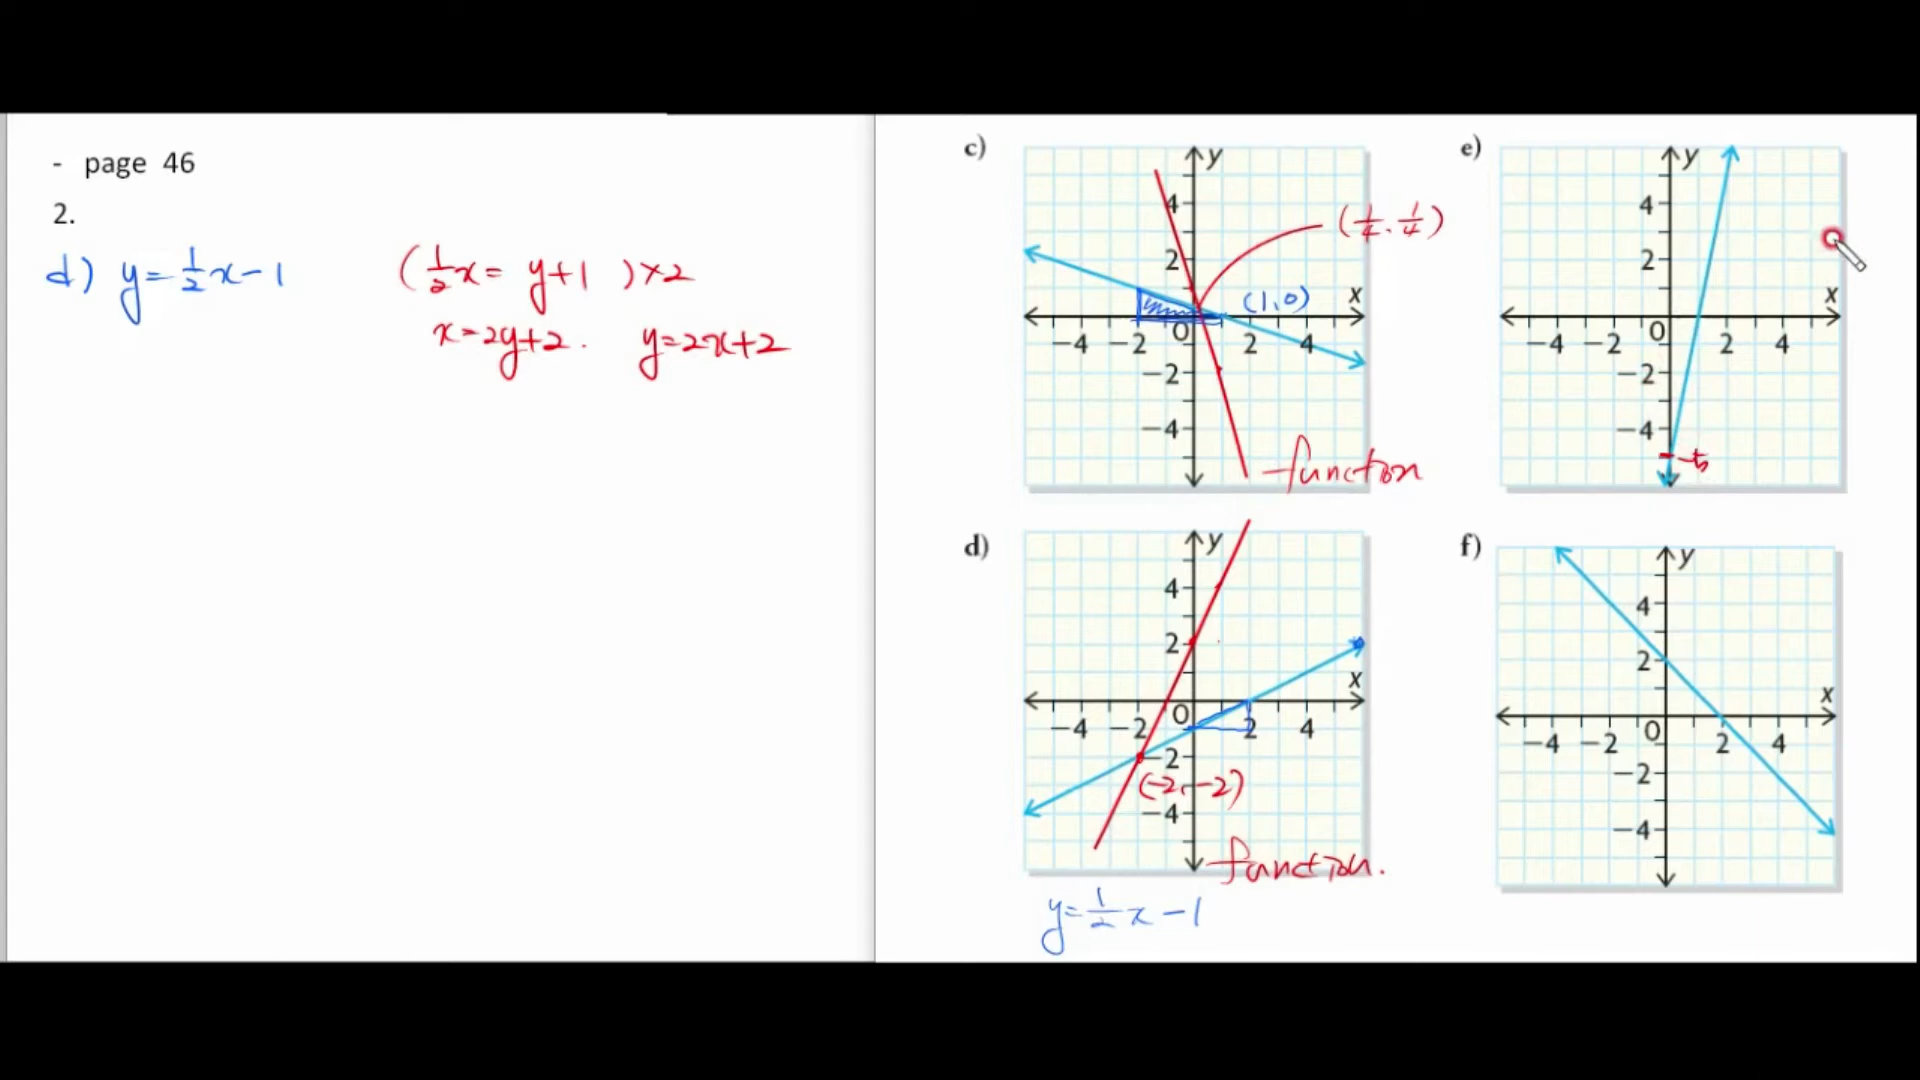 - page 46
2.
d) y = 1/2 x - 1
( 1/2 x = y + 1 ) × 2
x = 2y + 2 . y = 2x + 2
c)
y
4
2
0
-2
-4
-4 -2 2 4
x
(1/4, 1/4)
(1, 0)
function
e)
y
4
2
0
-2
-4
-4 -2 2 4
x
-5
d)
y
4
2
0
-2
-4
-4 -2 2 4
x
(-2, -2)
function.
y = 1/2 x - 1
f)
y
4
2
0
-2
-4
-4 -2 2 4
x